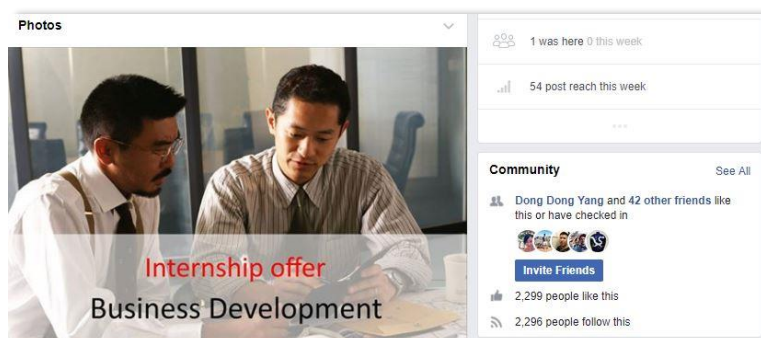 Photos
Internship offer
Business Development
1 was here 0 this week
54 post reach this week
Community
See All
Dong Dong Yang and 42 other friends like
this or have checked in
Invite Friends
2,299 people like this
2,296 people follow this